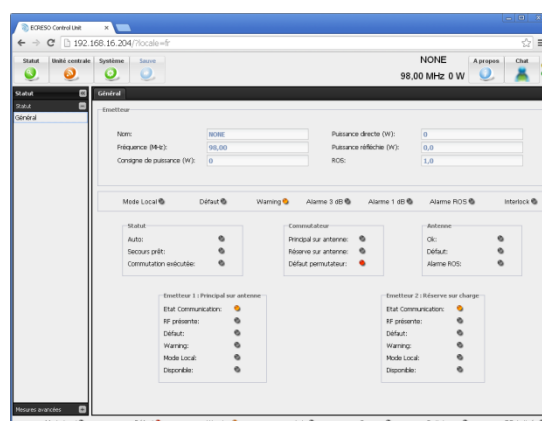 ECRESO Control Unit
192.168.16.204/?locale=fr
Statut Unité centrale Système Sauve NONE A propos Chat
98,00 MHz 0 W
Statut Général
Statut
Général
Emetteur
Nom: NONE Puissance directe (W): 0
Fréquence (MHz): 98,00 Puissance réfléchie (W): 0,0
Consigne de puissance (W): 0 ROS: 1,0
Mode Local Défaut Warning Alarme 3 dB Alarme 1 dB Alarme ROS Interlock
Statut Commutateur Antenne
Auto: Principal sur antenne: Ok:
Secours prêt: Réserve sur antenne: Défaut:
Commutation exécutée: Défaut permutateur: Alarme ROS:
Emetteur 1 : Principal sur antenne Emetteur 2 : Réserve sur charge
Etat Communication: Etat Communication:
RF présente: RF présente:
Défaut: Défaut:
Warning: Warning:
Mode Local: Mode Local:
Disponible: Disponible:
Mesures avancées